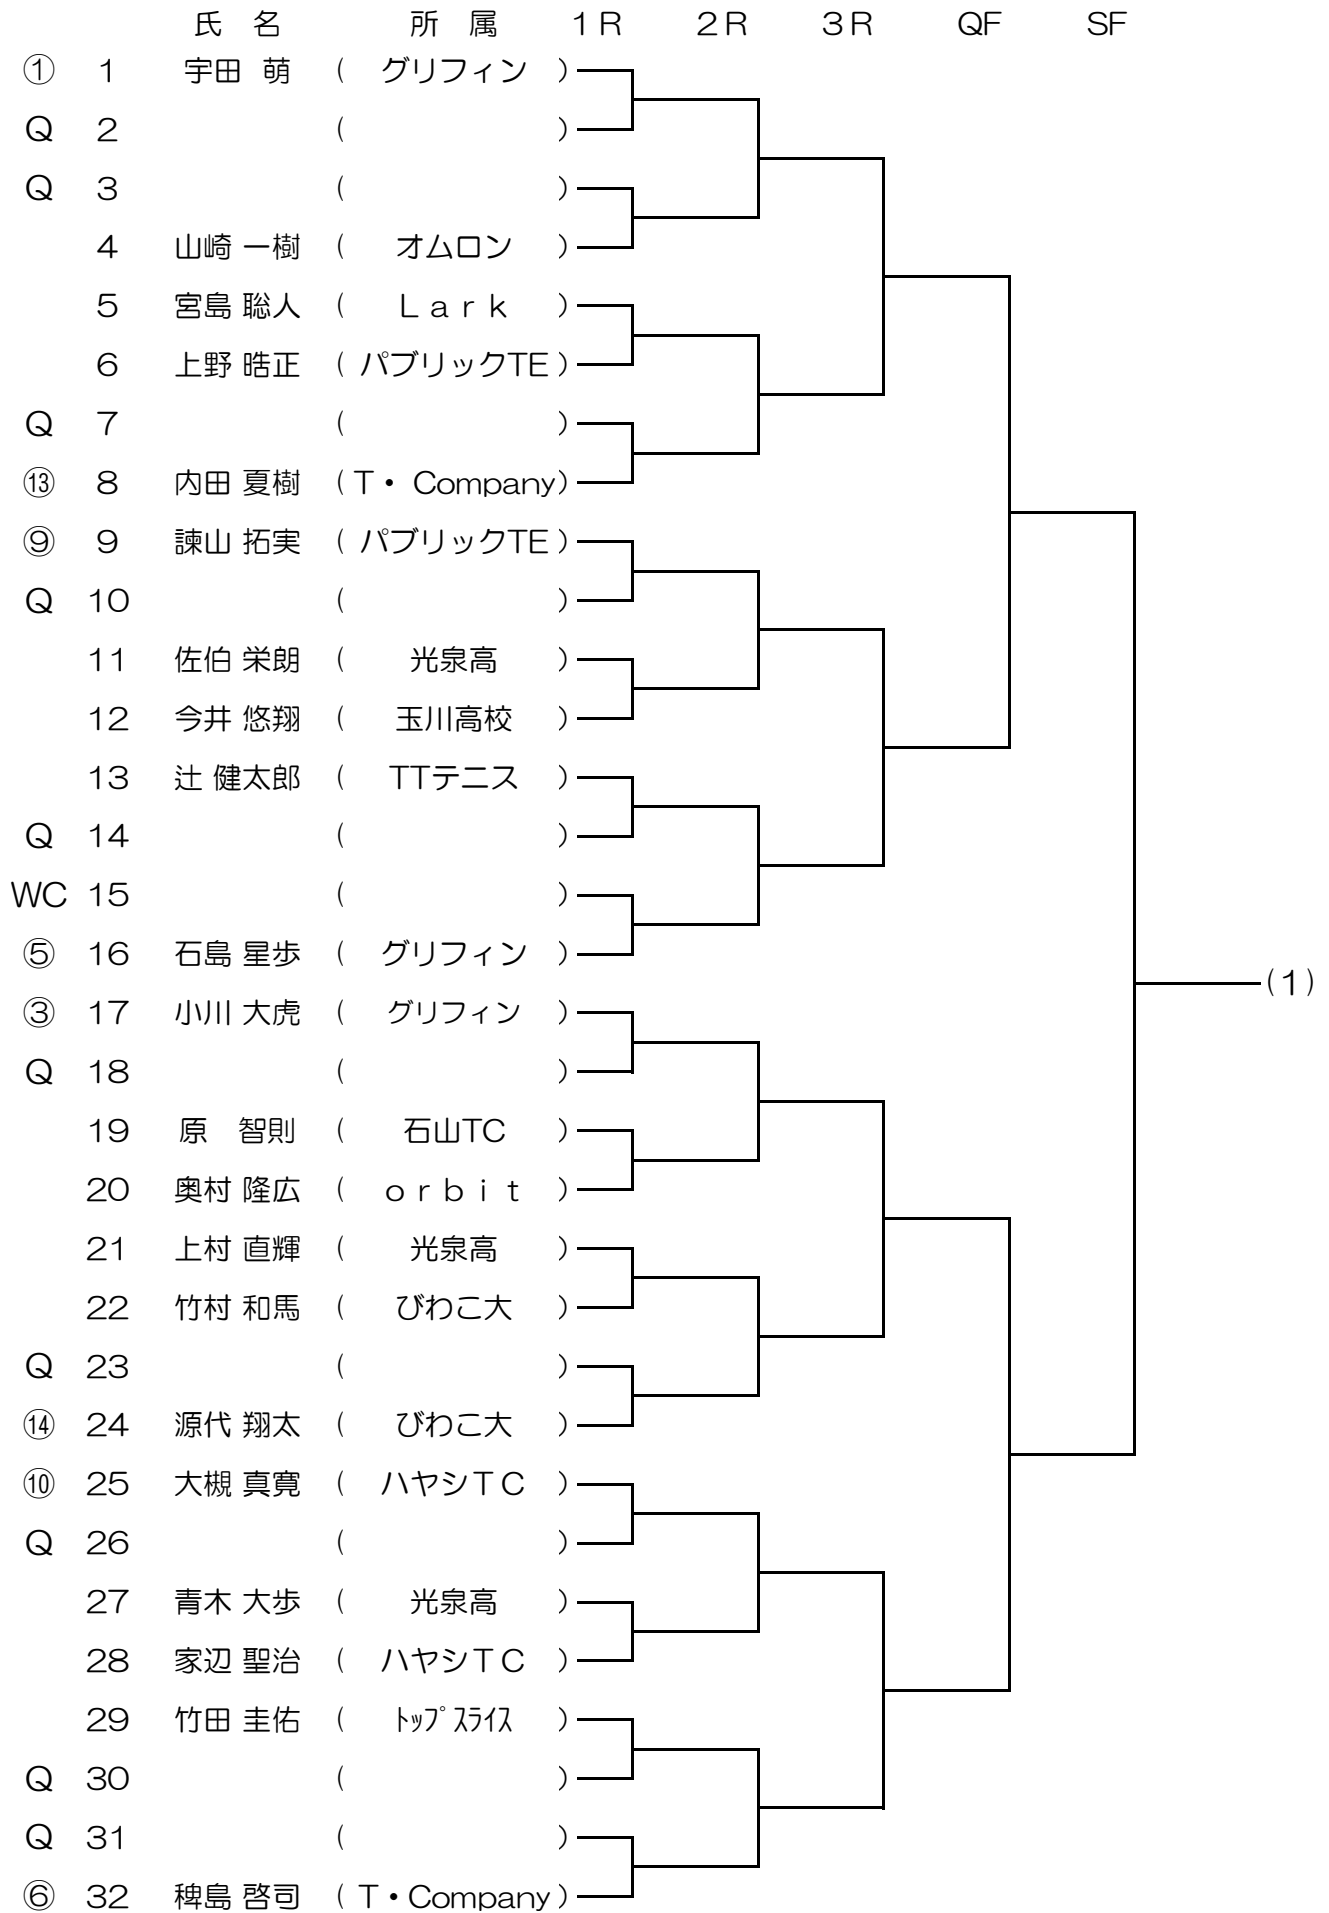 氏 名 所 属 1R 2R 3R QF SF
① 1 宇田 萌 ( グリフィン )
Q 2 ( )
Q 3 ( )
4 山崎 一樹 ( オムロン )
5 宮島 聡人 ( Lark )
6 上野 晧正 ( パブリックTE )
Q 7 ( )
⑬ 8 内田 夏樹 ( T・ Company )
⑨ 9 諫山 拓実 ( パブリックTE )
Q 10 ( )
11 佐伯 栄朗 ( 光泉高 )
12 今井 悠翔 ( 玉川高校 )
13 辻 健太郎 ( TTテニス )
Q 14 ( )
WC 15 ( )
⑤ 16 石島 星歩 ( グリフィン )
(1)
③ 17 小川 大虎 ( グリフィン )
Q 18 ( )
19 原 智則 ( 石山TC )
20 奥村 隆広 ( orbit )
21 上村 直輝 ( 光泉高 )
22 竹村 和馬 ( びわこ大 )
Q 23 ( )
⑭ 24 源代 翔太 ( びわこ大 )
⑩ 25 大槻 真寛 ( ハヤシTC )
Q 26 ( )
27 青木 大歩 ( 光泉高 )
28 家辺 聖治 ( ハヤシTC )
29 竹田 圭佑 ( ﾄｯﾌﾟｽﾗｲｽ )
Q 30 ( )
Q 31 ( )
⑥ 32 稗島 啓司 ( T・Company )